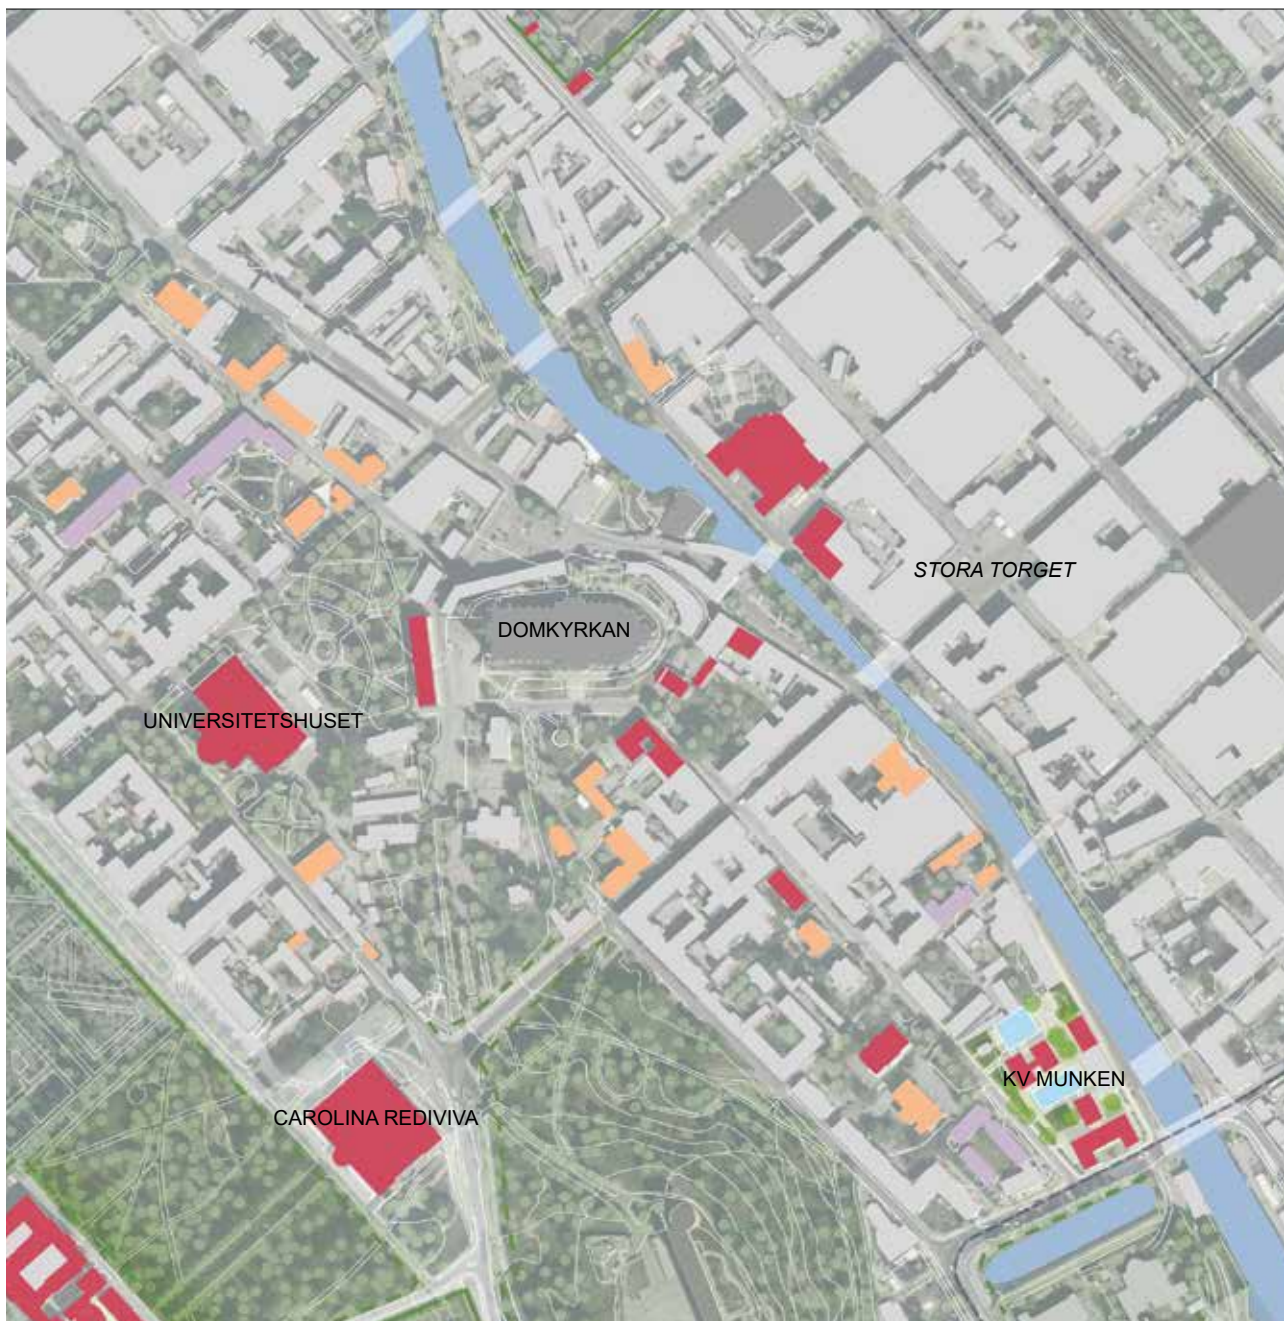 STORA TORGET
DOMKYRKAN
UNIVERSITETSHUSET
KV MUNKEN
CAROLINA REDIVIVA